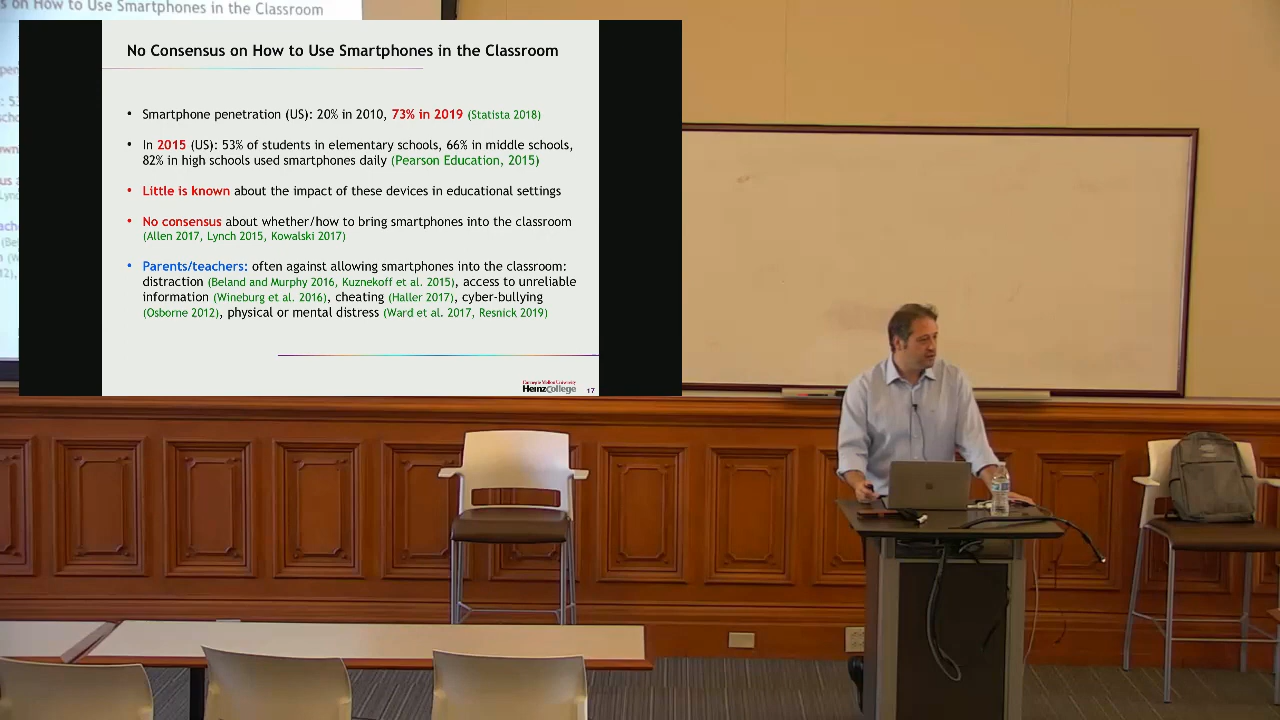 s on How to Use Smartphones in the Classroom
No Consensus on How to Use Smartphones in the Classroom
• Smartphone penetration (US): 20% in 2010, 73% in 2019 (Statista 2018)
• In 2015 (US): 53% of students in elementary schools, 66% in middle schools,
82% in high schools used smartphones daily (Pearson Education, 2015)
• Little is known about the impact of these devices in educational settings
• No consensus about whether/how to bring smartphones into the classroom
(Allen 2017, Lynch 2015, Kowalski 2017)
• Parents/teachers: often against allowing smartphones into the classroom:
distraction (Beland and Murphy 2016, Kuznekoff et al. 2015), access to unreliable
information (Wineburg et al. 2016), cheating (Haller 2017), cyber-bullying
(Osborne 2012), physical or mental distress (Ward et al. 2017, Resnick 2019)
Carnegie Mellon University
HeinzCollege
17